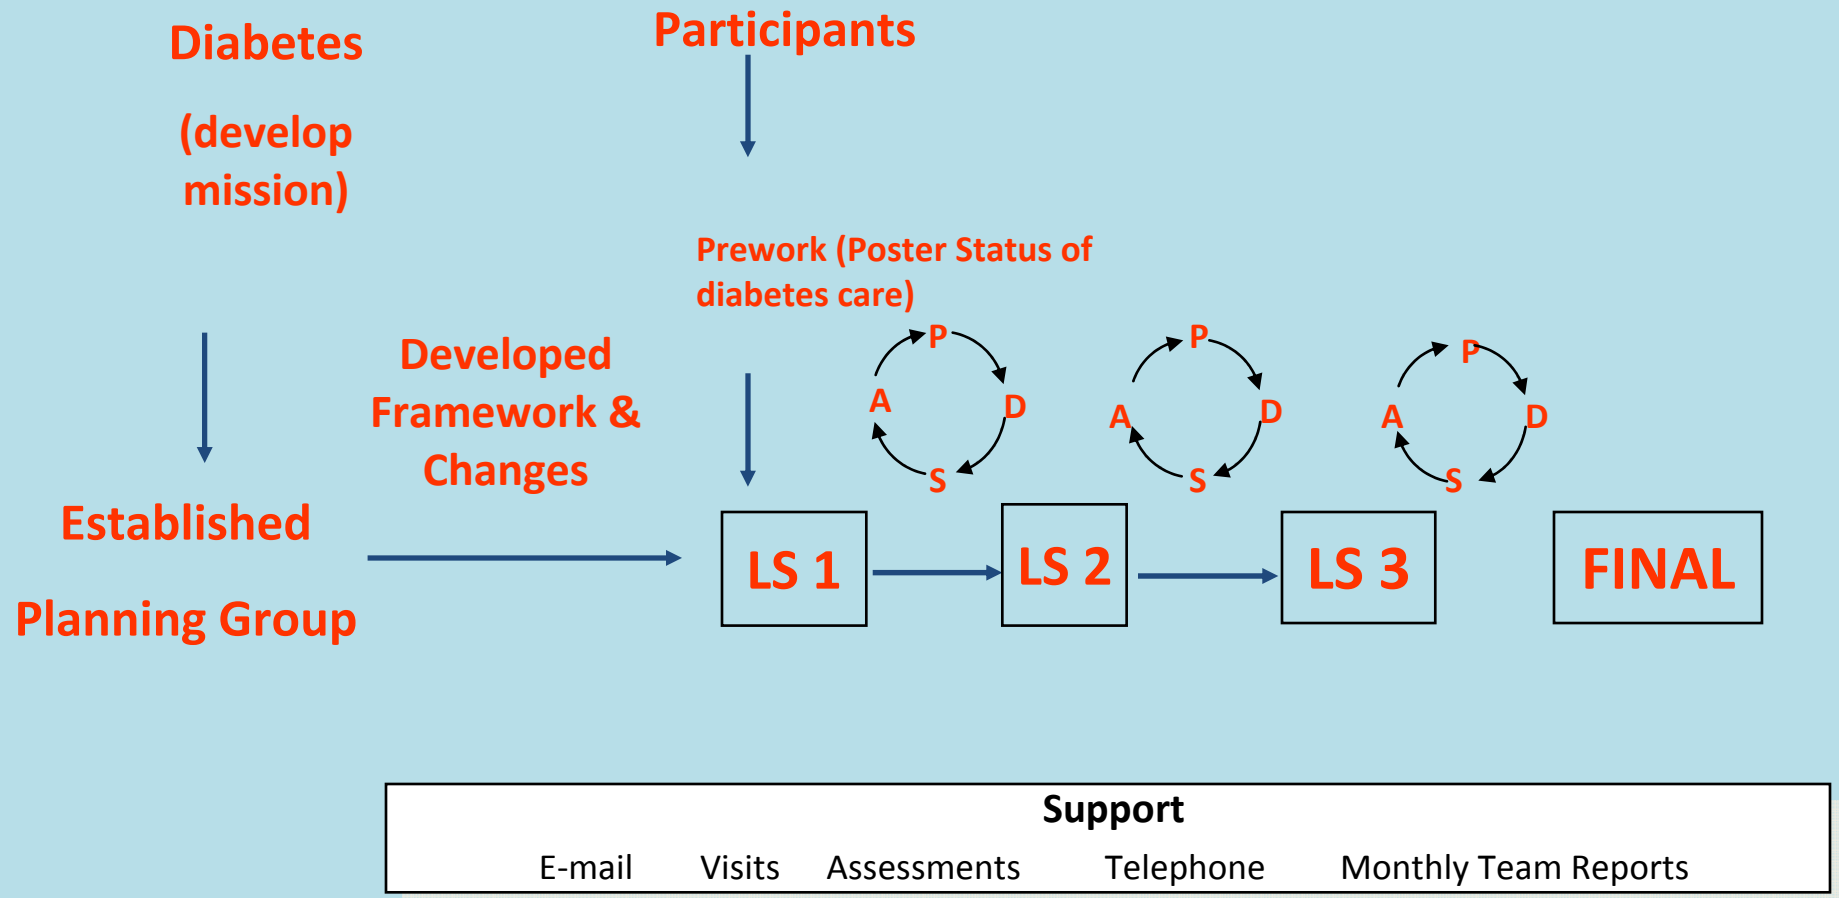 Diabetes
(develop
mission)
Participants
Prework (Poster Status of
diabetes care)
Developed
Framework &
Changes
Established
Planning Group
P
D
S
A
P
D
S
A
P
D
S
A
LS 1
LS 2
LS 3
FINAL
Support
E-mail Visits Assessments Telephone Monthly Team Reports